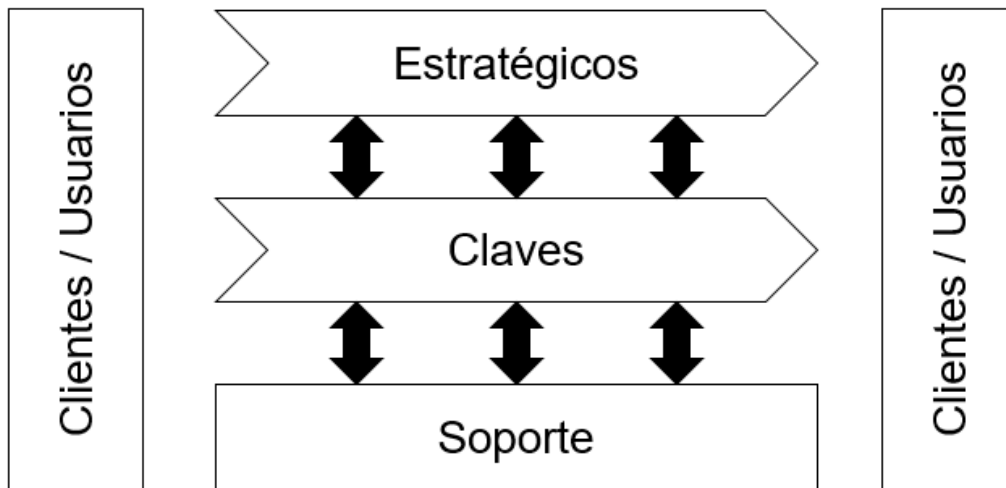 Clientes / Usuarios
Estratégicos
Claves
Soporte
Clientes / Usuarios